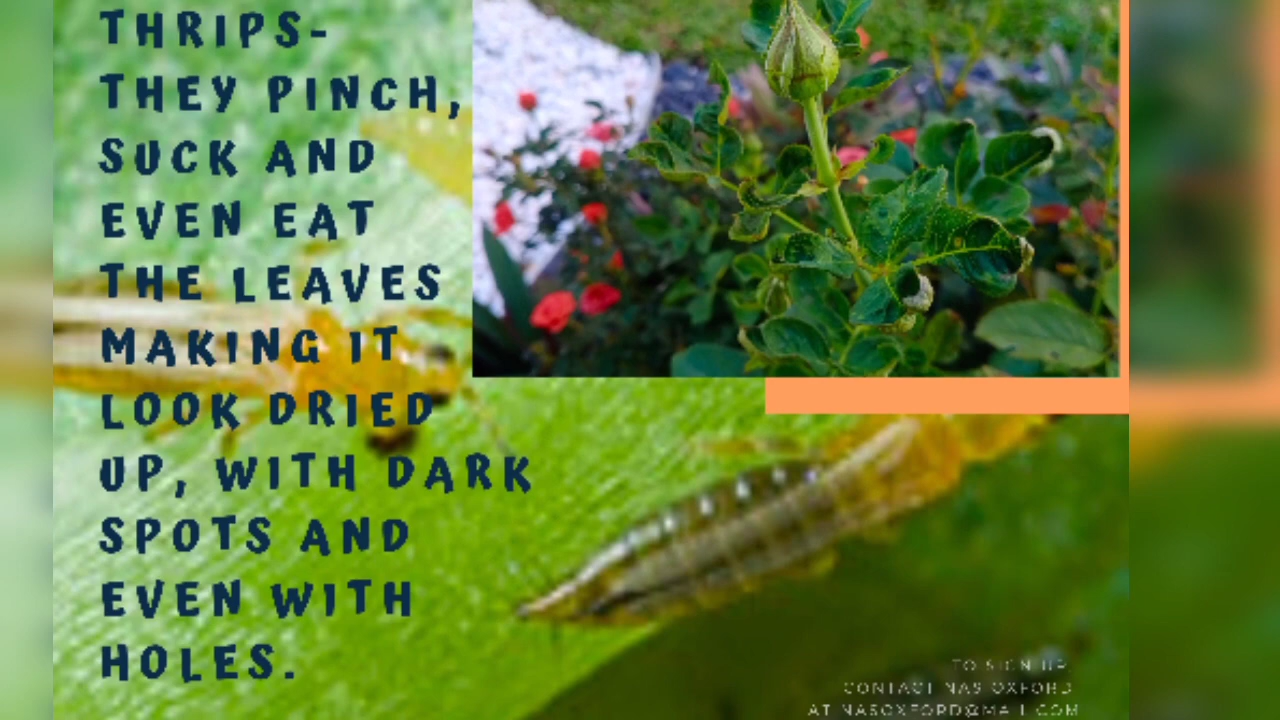 THRIPS-
THEY PINCH,
SUCK AND
EVEN EAT
THE LEAVES
MAKING IT
LOOK DRIED
UP, WITH DARK
SPOTS AND
EVEN WITH
HOLES.
TO SIGN UP
CONTACT NAS OXFORD
AT NASOXFORD@MAIL.COM